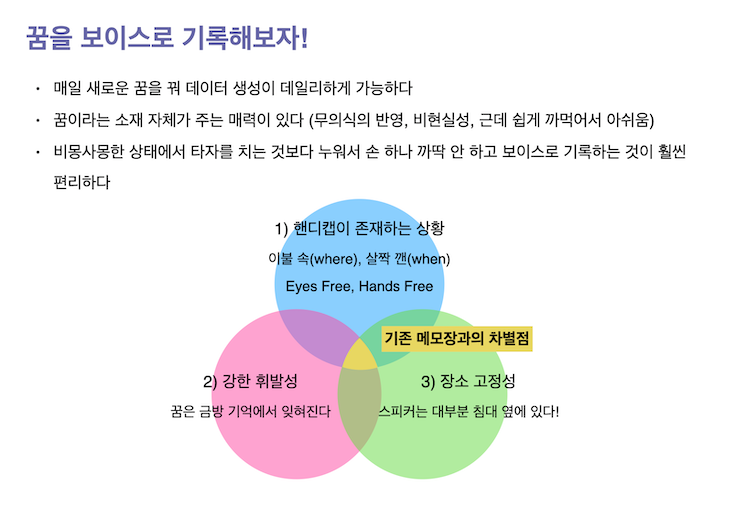 꿈을 보이스로 기록해보자!
• 매일 새로운 꿈을 꿔 데이터 생성이 데일리하게 가능하다
• 꿈이라는 소재 자체가 주는 매력이 있다 (무의식의 반영, 비현실성, 근데 쉽게 까먹어서 아쉬움)
• 비몽사몽한 상태에서 타자를 치는 것보다 누워서 손 하나 까딱 안 하고 보이스로 기록하는 것이 훨씬
편리하다
1) 핸디캡이 존재하는 상황
이불 속(where), 살짝 깬(when)
Eyes Free, Hands Free
기존 메모장과의 차별점
2) 강한 휘발성
꿈은 금방 기억에서 잊혀진다
3) 장소 고정성
스피커는 대부분 침대 옆에 있다!